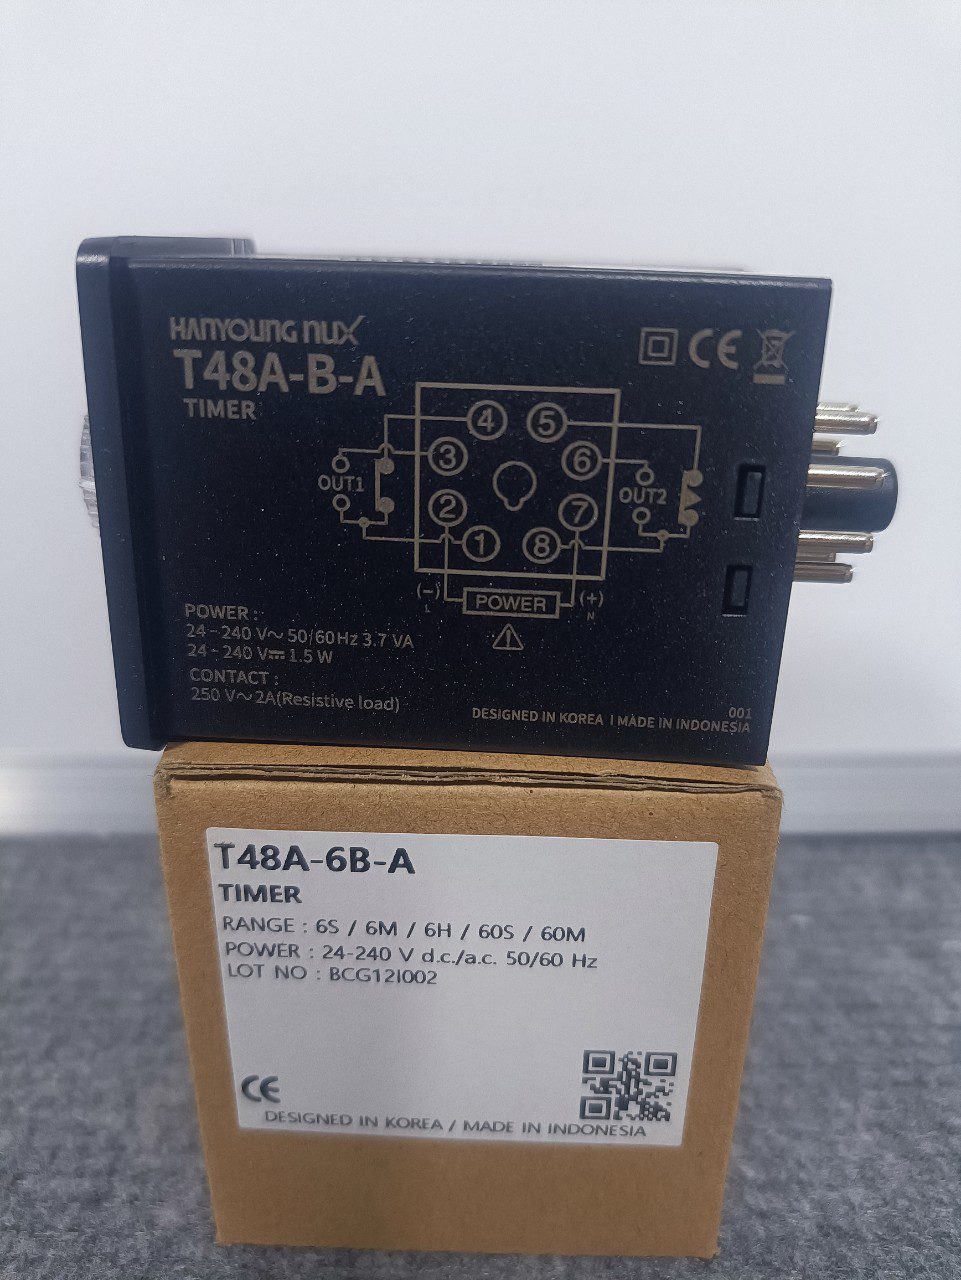 HANYOUNG NUX
T48A-B-A
TIMER
CE
4
5
3
6
OUT1
OUT2
2
7
1
8
(-)
L
POWER
(+)
N
POWER :
24 - 240 V~ 50/60 Hz 3.7 VA
24 - 240 V⎓ 1.5 W
CONTACT :
250 V~ 2A(Resistive load)
001
DESIGNED IN KOREA I MADE IN INDONESIA
T48A-6B-A
TIMER
RANGE : 6S / 6M / 6H / 60S / 60M
POWER : 24-240 V d.c./a.c. 50/60 Hz
LOT NO : BCG12I002
CE
DESIGNED IN KOREA / MADE IN INDONESIA